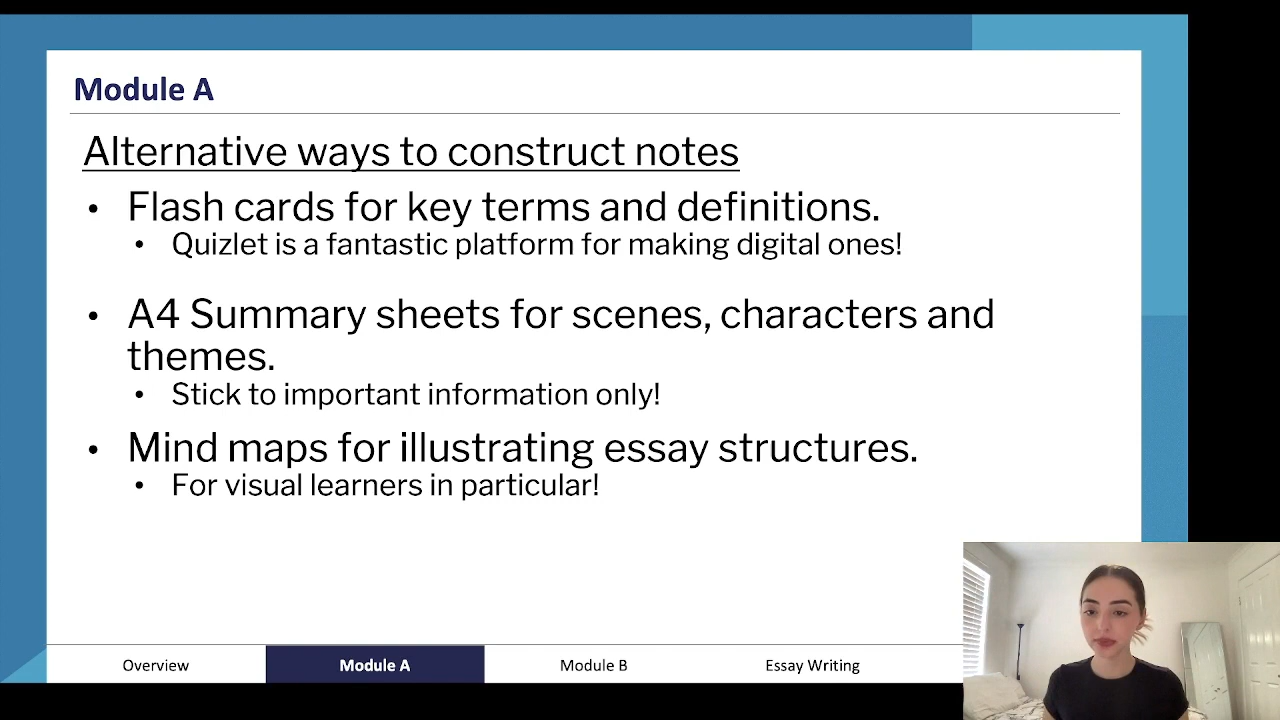 Module A
Alternative ways to construct notes
• Flash cards for key terms and definitions.
• Quizlet is a fantastic platform for making digital ones!
• A4 Summary sheets for scenes, characters and
themes.
• Stick to important information only!
• Mind maps for illustrating essay structures.
• For visual learners in particular!
Overview Module A Module B Essay Writing